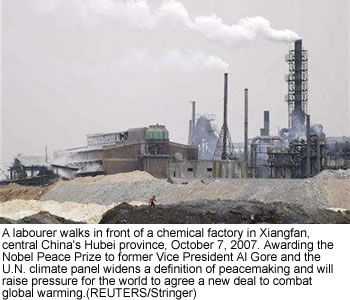 A labourer walks in front of a chemical factory in Xiangfan,
central China's Hubei province, October 7, 2007. Awarding the
Nobel Peace Prize to former Vice President Al Gore and the
U.N. climate panel widens a definition of peacemaking and will
raise pressure for the world to agree a new deal to combat
global warming.(REUTERS/Stringer)